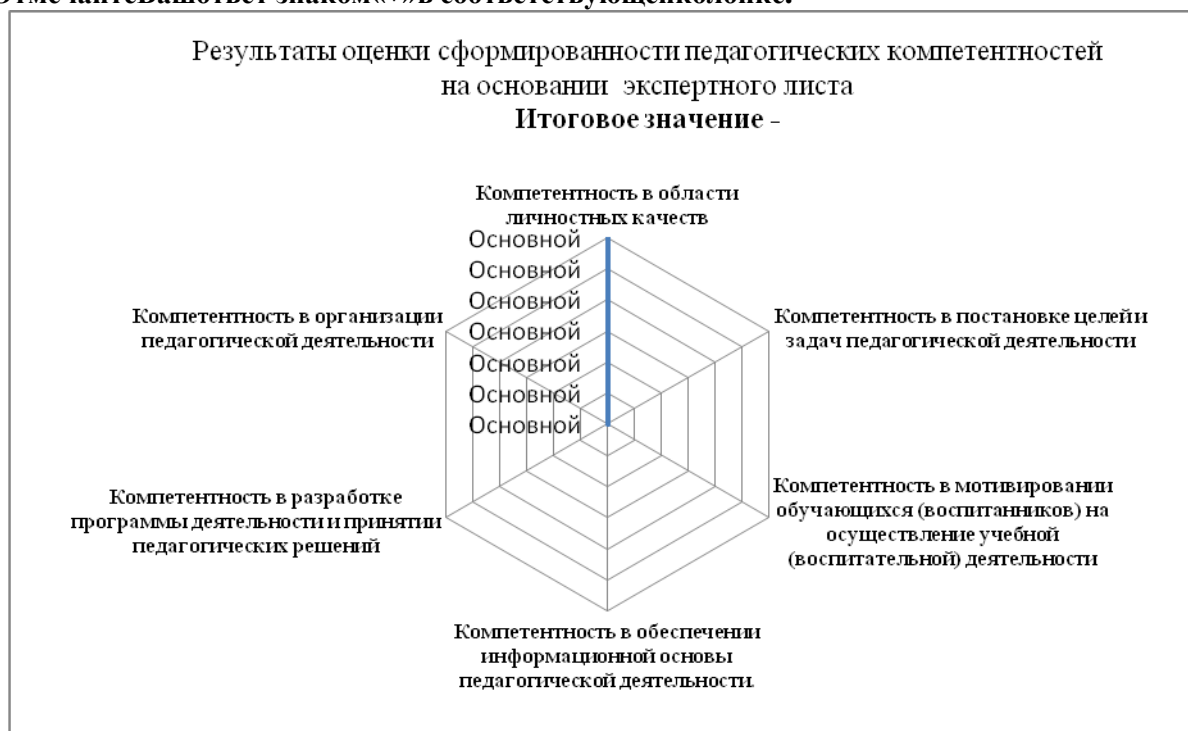 Результаты оценки сформированности педагогических компетентностей
на основании экспертного листа
Итоговое значение -
Компетентность в области
личностных качеств
Основной
Основной
Основной
Основной
Основной
Основной
Основной
Компетентность в организации
педагогической деятельности
Компетентность в постановке целей и
задач педагогической деятельности
Компетентность в разработке
программы деятельности и принятии
педагогических решений
Компетентность в мотивировании
обучающихся (воспитанников) на
осуществление учебной
(воспитательной) деятельности
Компетентность в обеспечении
информационной основы
педагогической деятельности.